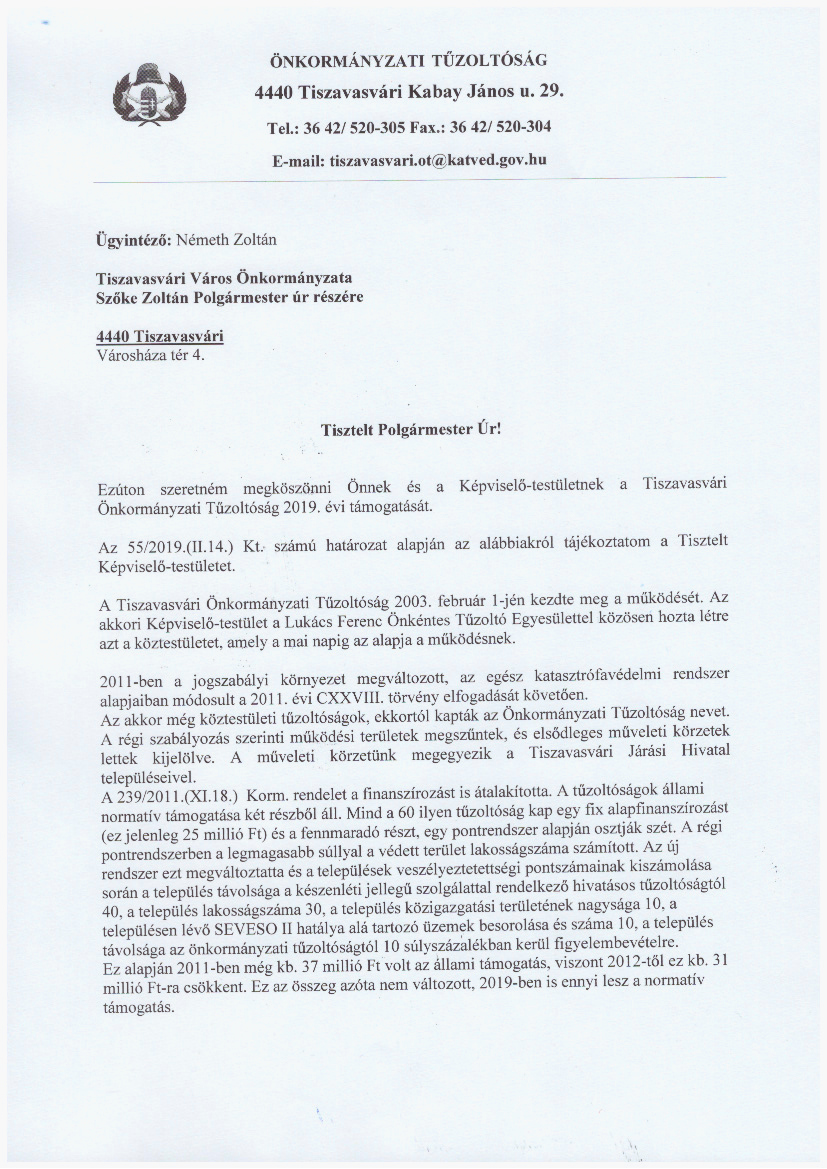 ÖNKORMÁNYZATI TŰZOLTÓSÁG
4440 Tiszavasvári Kabay János u. 29.
Tel.: 36 42/ 520-305 Fax.: 36 42/ 520-304
E-mail: tiszavasvari.ot@katved.gov.hu
Ügyintéző: Németh Zoltán
Tiszavasvári Város Önkormányzata
Szőke Zoltán Polgármester úr részére
4440 Tiszavasvári
Városháza tér 4.
Tisztelt Polgármester Úr!
Ezúton szeretném megköszönni Önnek és a Képviselő-testületnek a Tiszavasvári
Önkormányzati Tűzoltóság 2019. évi támogatását.
Az 55/2019.(II.14.) Kt. számú határozat alapján az alábbiakról tájékoztatom a Tisztelt
Képviselő-testületet.
A Tiszavasvári Önkormányzati Tűzoltóság 2003. február 1-jén kezdte meg a működését. Az
akkori Képviselő-testület a Lukács Ferenc Önkéntes Tűzoltó Egyesülettel közösen hozta létre
azt a köztestületet, amely a mai napig az alapja a működésnek.
2011-ben a jogszabályi környezet megváltozott, az egész katasztrófavédelmi rendszer
alapjaiban módosult a 2011. évi CXXVIII. törvény elfogadását követően.
Az akkor még köztestületi tűzoltóságok, ekkortól kapták az Önkormányzati Tűzoltóság nevet.
A régi szabályozás szerinti működési területek megszűntek, és elsődleges műveleti körzetek
lettek kijelölve. A műveleti körzetünk megegyezik a Tiszavasvári Járási Hivatal
településeivel.
A 239/2011.(XI.18.) Korm. rendelet a finanszírozást is átalakította. A tűzoltóságok állami
normatív támogatása két részből áll. Mind a 60 ilyen tűzoltóság kap egy fix alapfinanszírozást
(ez jelenleg 25 millió Ft) és a fennmaradó részt, egy pontrendszer alapján osztják szét. A régi
pontrendszerben a legmagasabb súllyal a védett terület lakosságszáma számított. Az új
rendszer ezt megváltoztatta és a települések veszélyeztetettségi pontszámainak kiszámolása
során a település távolsága a készenléti jellegű szolgálattal rendelkező hivatásos tűzoltóságtól
40, a település lakosságszáma 30, a település közigazgatási területének nagysága 10, a
településen lévő SEVESO II hatálya alá tartozó üzemek besorolása és száma 10, a település
távolsága az önkormányzati tűzoltóságtól 10 súlyszázalékban kerül figyelembevételre.
Ez alapján 2011-ben még kb. 37 millió Ft volt az állami támogatás, viszont 2012-től ez kb. 31
millió Ft-ra csökkent. Ez az összeg azóta nem változott, 2019-ben is ennyi lesz a normatív
támogatás.